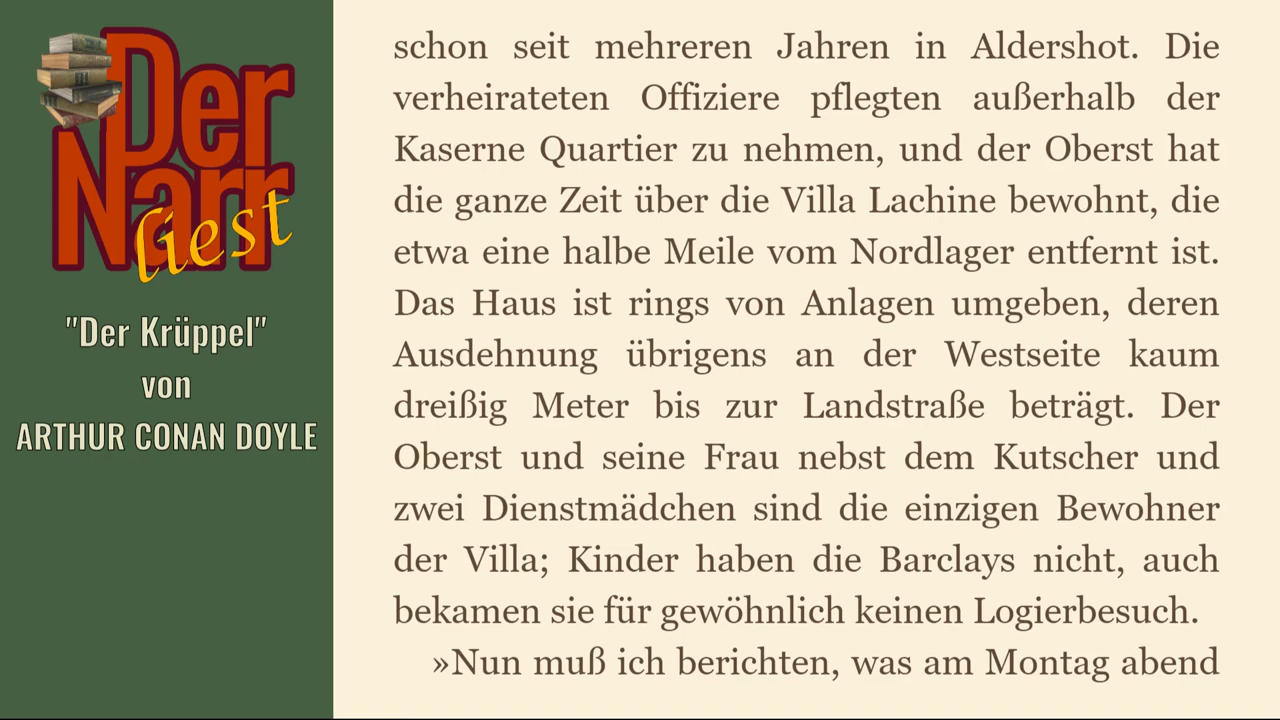 Der
Narr
liest
"Der Krüppel"
von
ARTHUR CONAN DOYLE
schon seit mehreren Jahren in Aldershot. Die
verheirateten Offiziere pflegten außerhalb der
Kaserne Quartier zu nehmen, und der Oberst hat
die ganze Zeit über die Villa Lachine bewohnt, die
etwa eine halbe Meile vom Nordlager entfernt ist.
Das Haus ist rings von Anlagen umgeben, deren
Ausdehnung übrigens an der Westseite kaum
dreißig Meter bis zur Landstraße beträgt. Der
Oberst und seine Frau nebst dem Kutscher und
zwei Dienstmädchen sind die einzigen Bewohner
der Villa; Kinder haben die Barclays nicht, auch
bekamen sie für gewöhnlich keinen Logierbesuch.
»Nun muß ich berichten, was am Montag abend